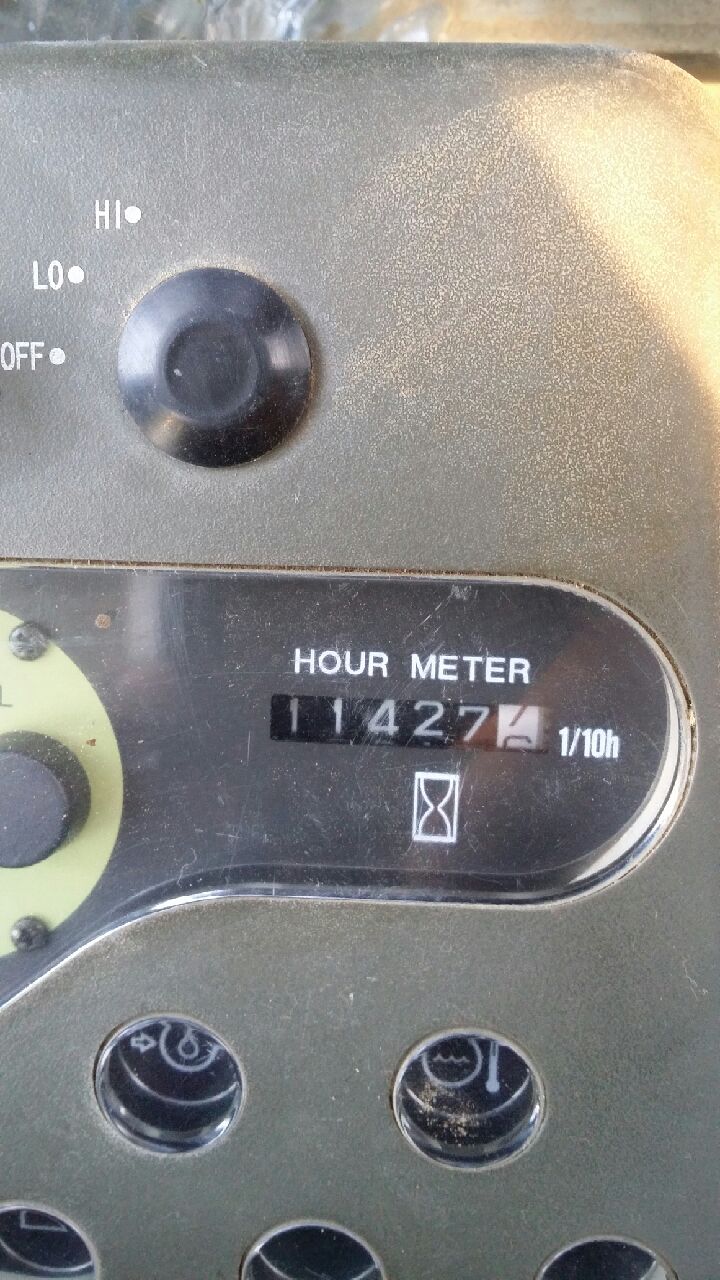 HI
LO
OFF
L
HOUR METER
11427
1/10h